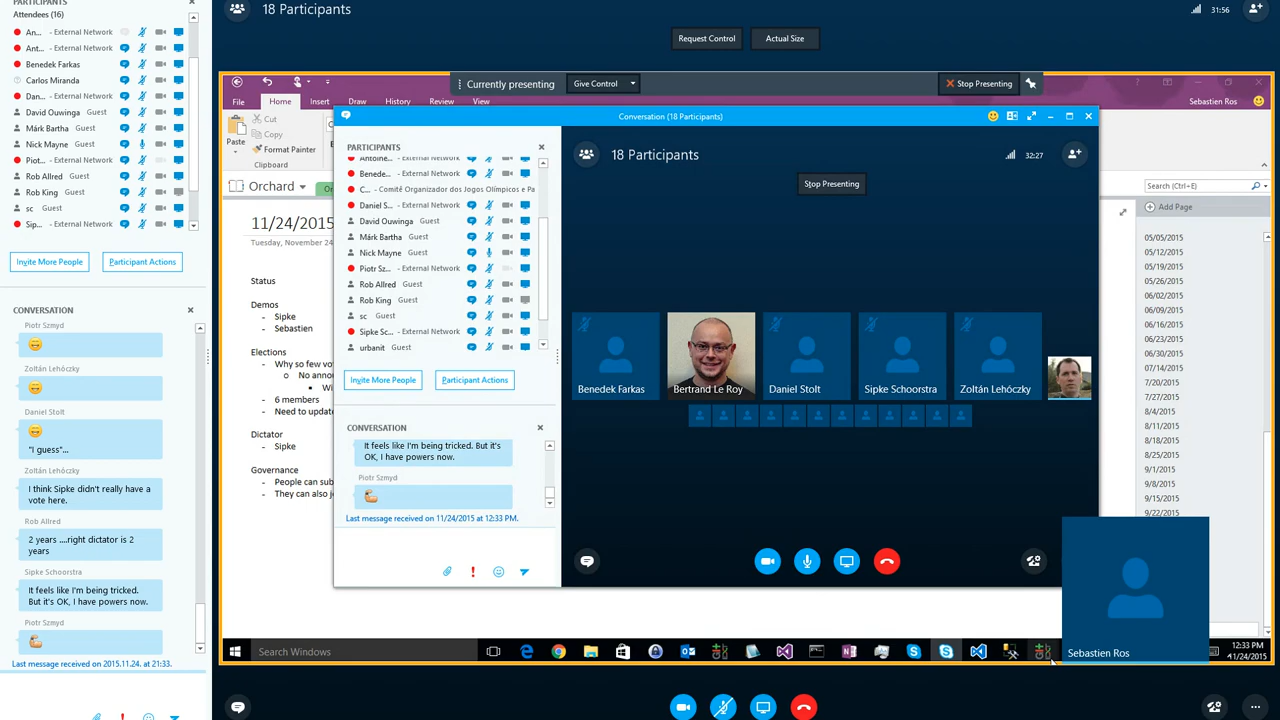 PARTICIPANTS
Attendees (16)
An... - External Network
Ant... - External Network
Benedek Farkas
Carlos Miranda
Dan... - External Network
David Ouwinga Guest
Márk Bartha Guest
Nick Mayne Guest
Piot... - External Network
Rob Allred Guest
Rob King Guest
sc Guest
Sip... - External Network
Invite More People
Participant Actions
CONVERSATION
Piotr Szmyd
Zoltán Lehóczky
Daniel Stolt
"I guess"...
Zoltán Lehóczky
I think Sipke didn't really have a
vote here.
Rob Allred
2 years ....right dictator is 2
years
Sipke Schoorstra
It feels like I'm being tricked.
But it's OK, I have powers now.
Piotr Szmyd
Last message received on 2015.11.24. at 21:33.
18 Participants
31:56
Request Control
Actual Size
Currently presenting
Give Control
Stop Presenting
File
Home
Insert
Draw
History
Review
View
Sebastien Ros
Paste
Cut
Copy
Format Painter
Clipboard
Orchard
Search (Ctrl+E)
Add Page
11/24/2015
Tuesday, November 24
Status
Demos
- Sipke
- Sebastien
Elections
- Why so few vot
- 6 members
- Need to update
Dictator
- Sipke
Governance
- People can sub
- They can also jo
Conversation (18 Participants)
PARTICIPANTS
Antoine... - External Network
Benede... - External Network
C... - Comitê Organizador dos Jogos Olímpicos e Pa
Daniel S... - External Network
David Ouwinga Guest
Márk Bartha Guest
Nick Mayne Guest
Piotr Sz... - External Network
Rob Allred Guest
Rob King Guest
sc Guest
Sipke Sc... - External Network
urbanit Guest
Invite More People
Participant Actions
CONVERSATION
It feels like I'm being tricked. But it's
OK, I have powers now.
Piotr Szmyd
Last message received on 11/24/2015 at 12:33 PM.
18 Participants
32:27
Stop Presenting
Benedek Farkas
Bertrand Le Roy
Daniel Stolt
Sipke Schoorstra
Zoltán Lehóczky
05/05/2015
05/12/2015
05/19/2015
05/26/2015
06/02/2015
06/09/2015
06/16/2015
06/23/2015
06/30/2015
07/14/2015
7/20/2015
7/27/2015
8/4/2015
8/11/2015
8/18/2015
8/25/2015
9/1/2015
9/8/2015
9/15/2015
9/22/2015
Sebastien Ros
Search Windows
12:33 PM
11/24/2015